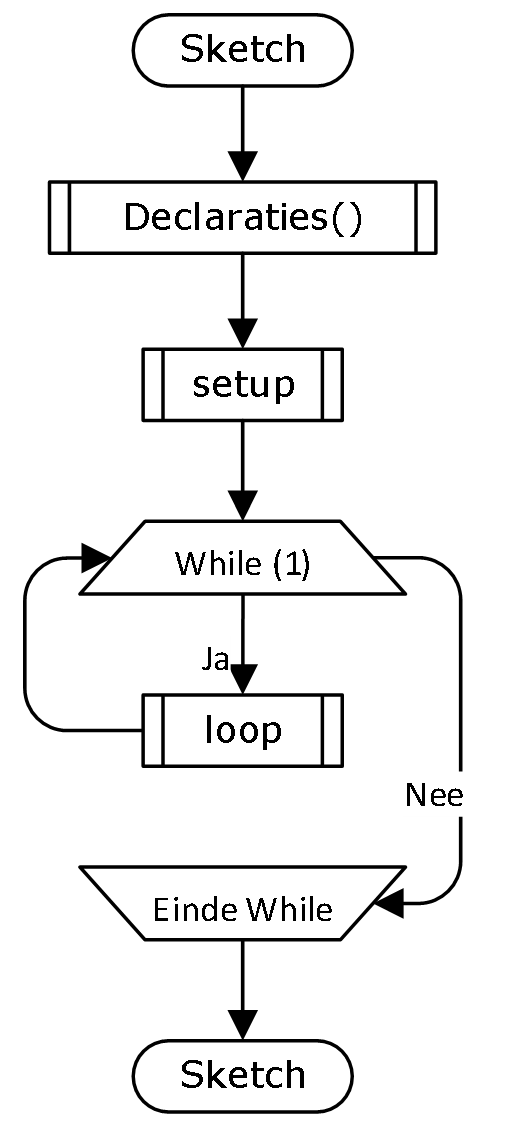 Sketch
Declaraties()
setup
While (1)
Ja
loop
Nee
Einde While
Sketch